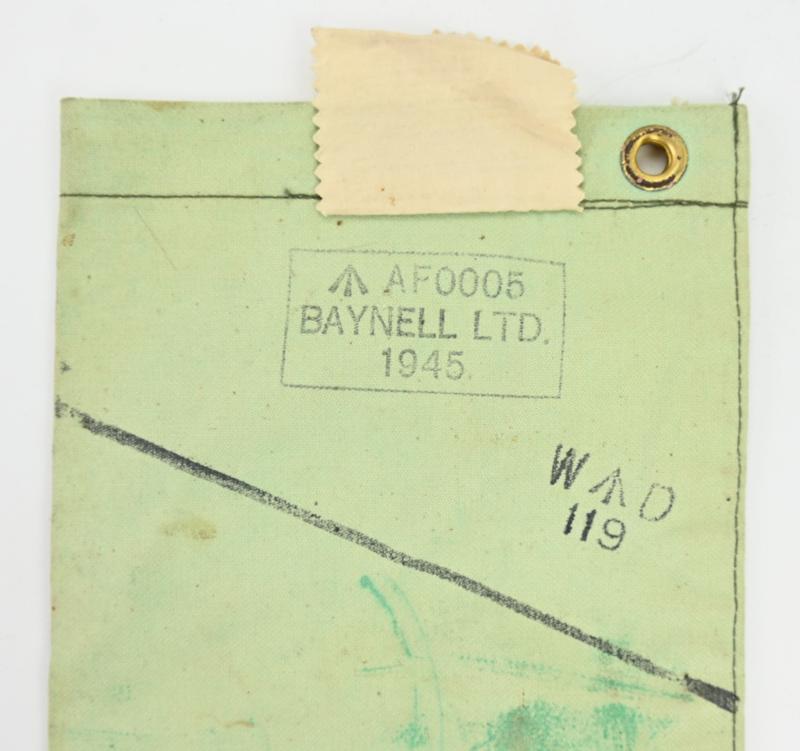 AF0005
BAYNELL LTD.
1945.
W D
119